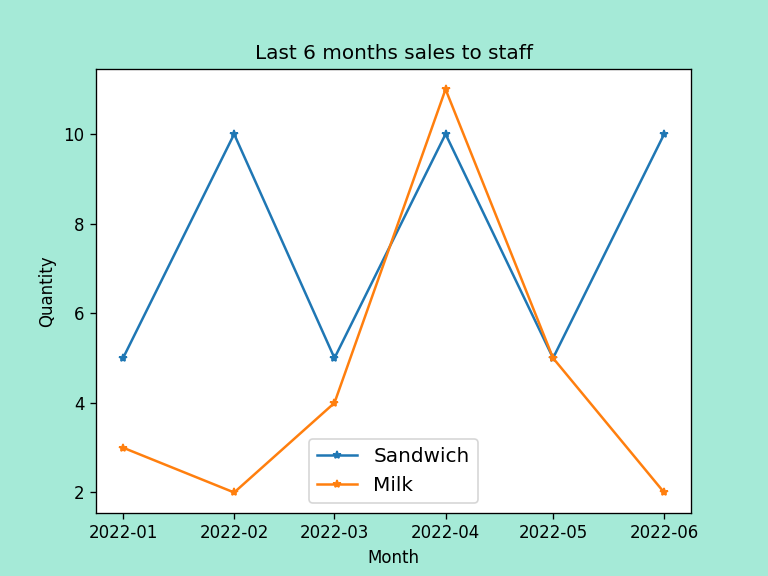 Last 6 months sales to staff
10
8
6
4
2
Quantity
Sandwich
Milk
2022-01 2022-02 2022-03 2022-04 2022-05 2022-06
Month